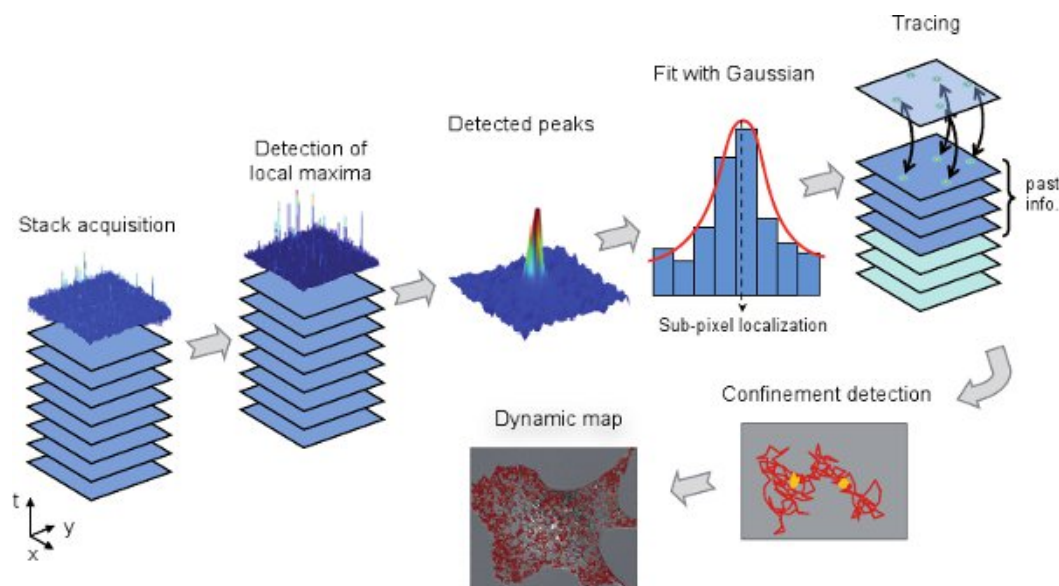 Stack acquisition
t
y
x
Detection of
local maxima
Detected peaks
Fit with Gaussian
Sub-pixel localization
Tracing
past
info.
Confinement detection
Dynamic map